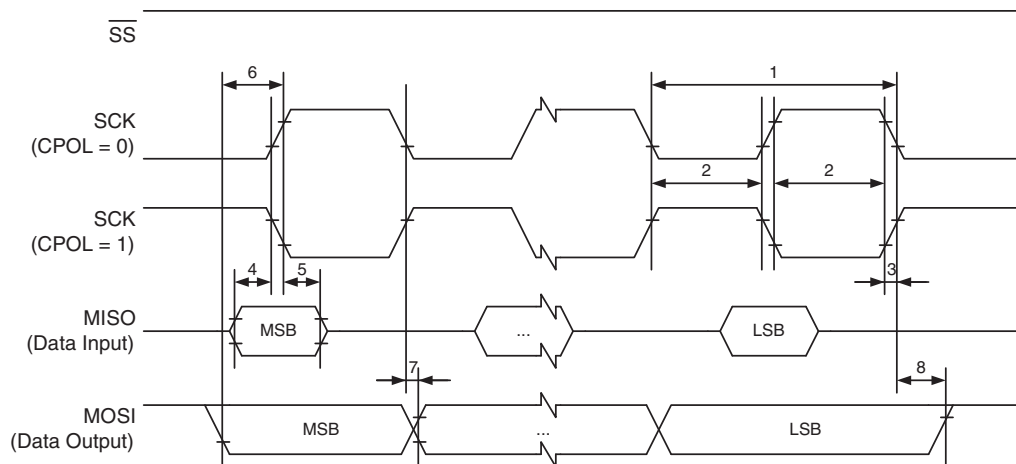 SS
6
1
SCK
(CPOL = 0)
2
2
SCK
(CPOL = 1)
4
5
3
MISO
(Data Input)
MSB
...
LSB
7
8
MOSI
(Data Output)
MSB
...
LSB